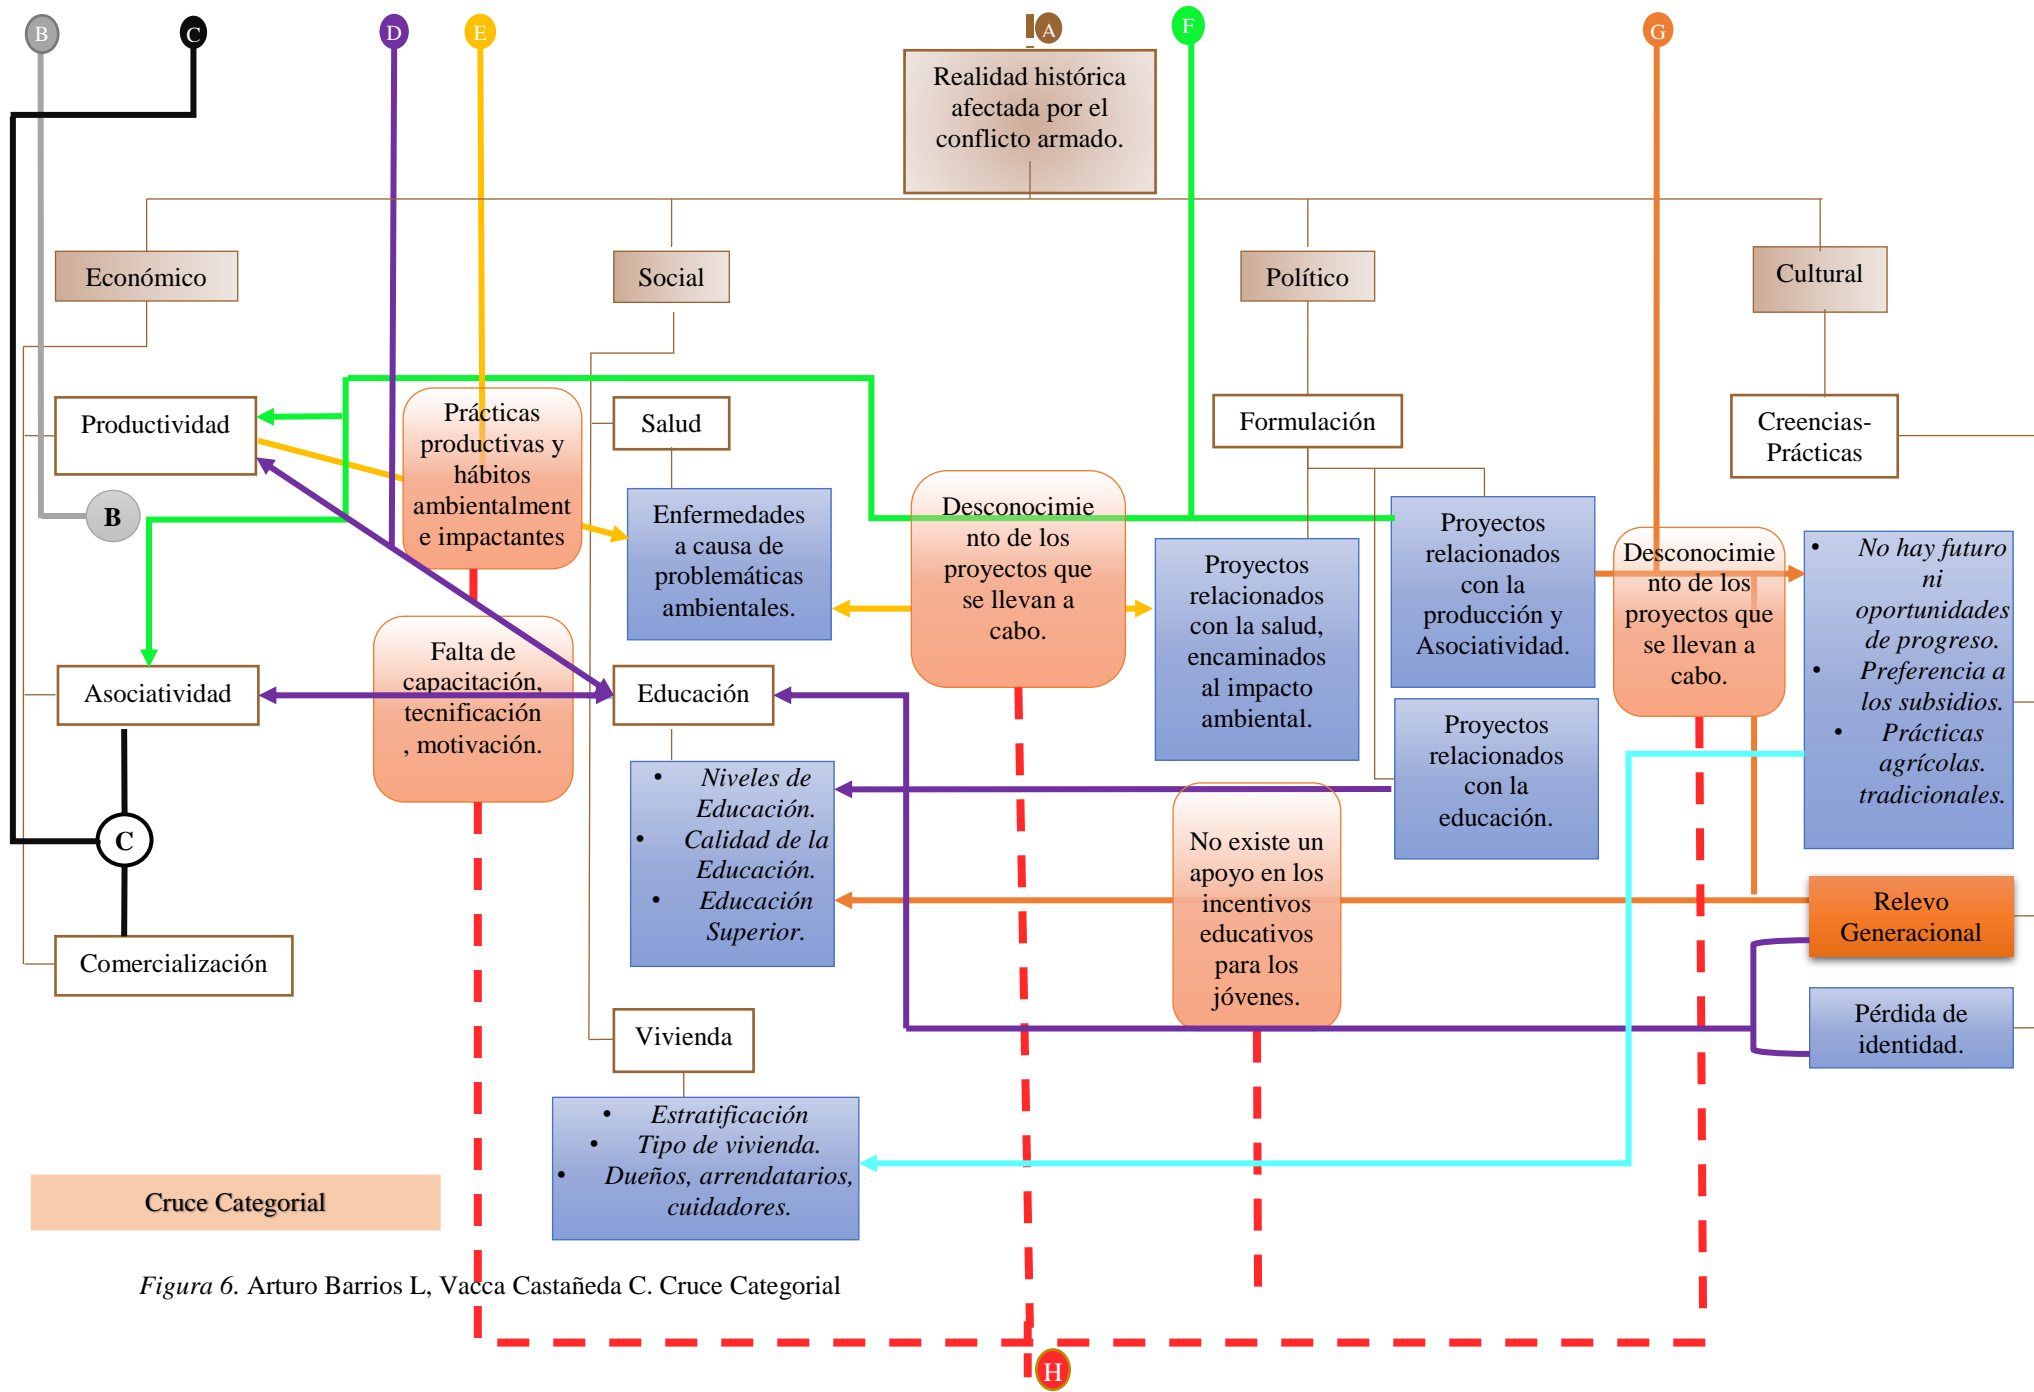 B
C
D
E
A
F
G
Realidad histórica
afectada por el
conflicto armado.
Económico
Social
Político
Cultural
Productividad
Prácticas
productivas y
hábitos
ambientalment
e impactantes
Salud
Formulación
Creencias-
Prácticas
B
Enfermedades
a causa de
problemáticas
ambientales.
Desconocimie
nto de los
proyectos que
se llevan a
cabo.
Proyectos
relacionados
con la salud,
encaminados
al impacto
ambiental.
Proyectos
relacionados
con la
producción y
Asociatividad.
Desconocimie
nto de los
proyectos que
se llevan a
cabo.
• No hay futuro
ni
oportunidades
de progreso.
• Preferencia a
los subsidios.
• Prácticas
agrícolas.
tradicionales.
Asociatividad
Falta de
capacitación,
tecnificación
, motivación.
Educación
Proyectos
relacionados
con la
educación.
• Niveles de
Educación.
• Calidad de la
Educación.
• Educación
Superior.
C
No existe un
apoyo en los
incentivos
educativos
para los
jóvenes.
Relevo
Generacional
Comercialización
Vivienda
Pérdida de
identidad.
• Estratificación
• Tipo de vivienda.
• Dueños, arrendatarios,
cuidadores.
Cruce Categorial
Figura 6. Arturo Barrios L, Vacca Castañeda C. Cruce Categorial
H